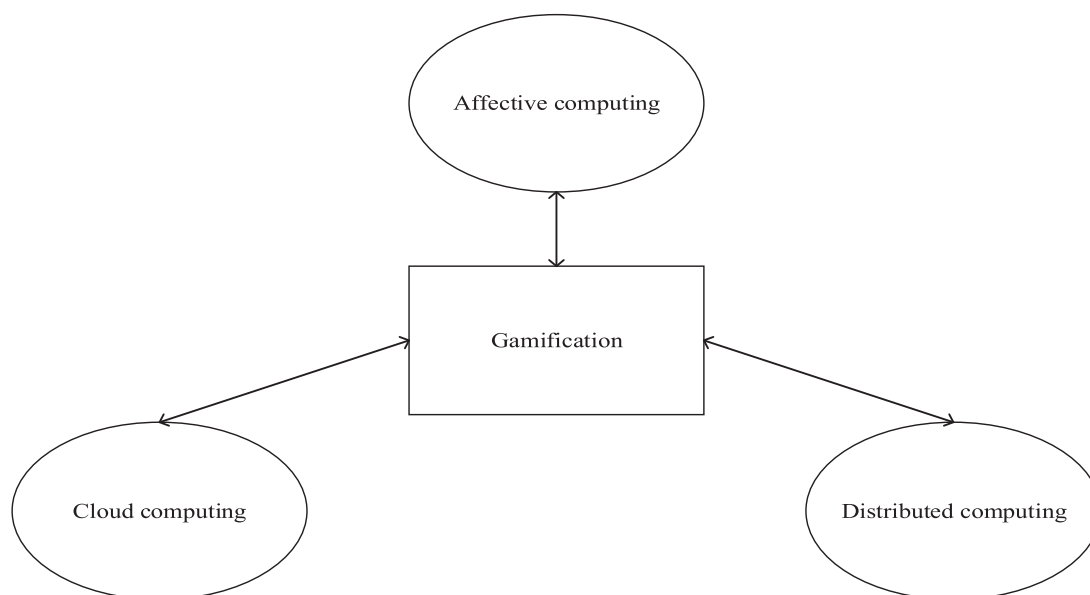 Affective computing
Gamification
Cloud computing
Distributed computing